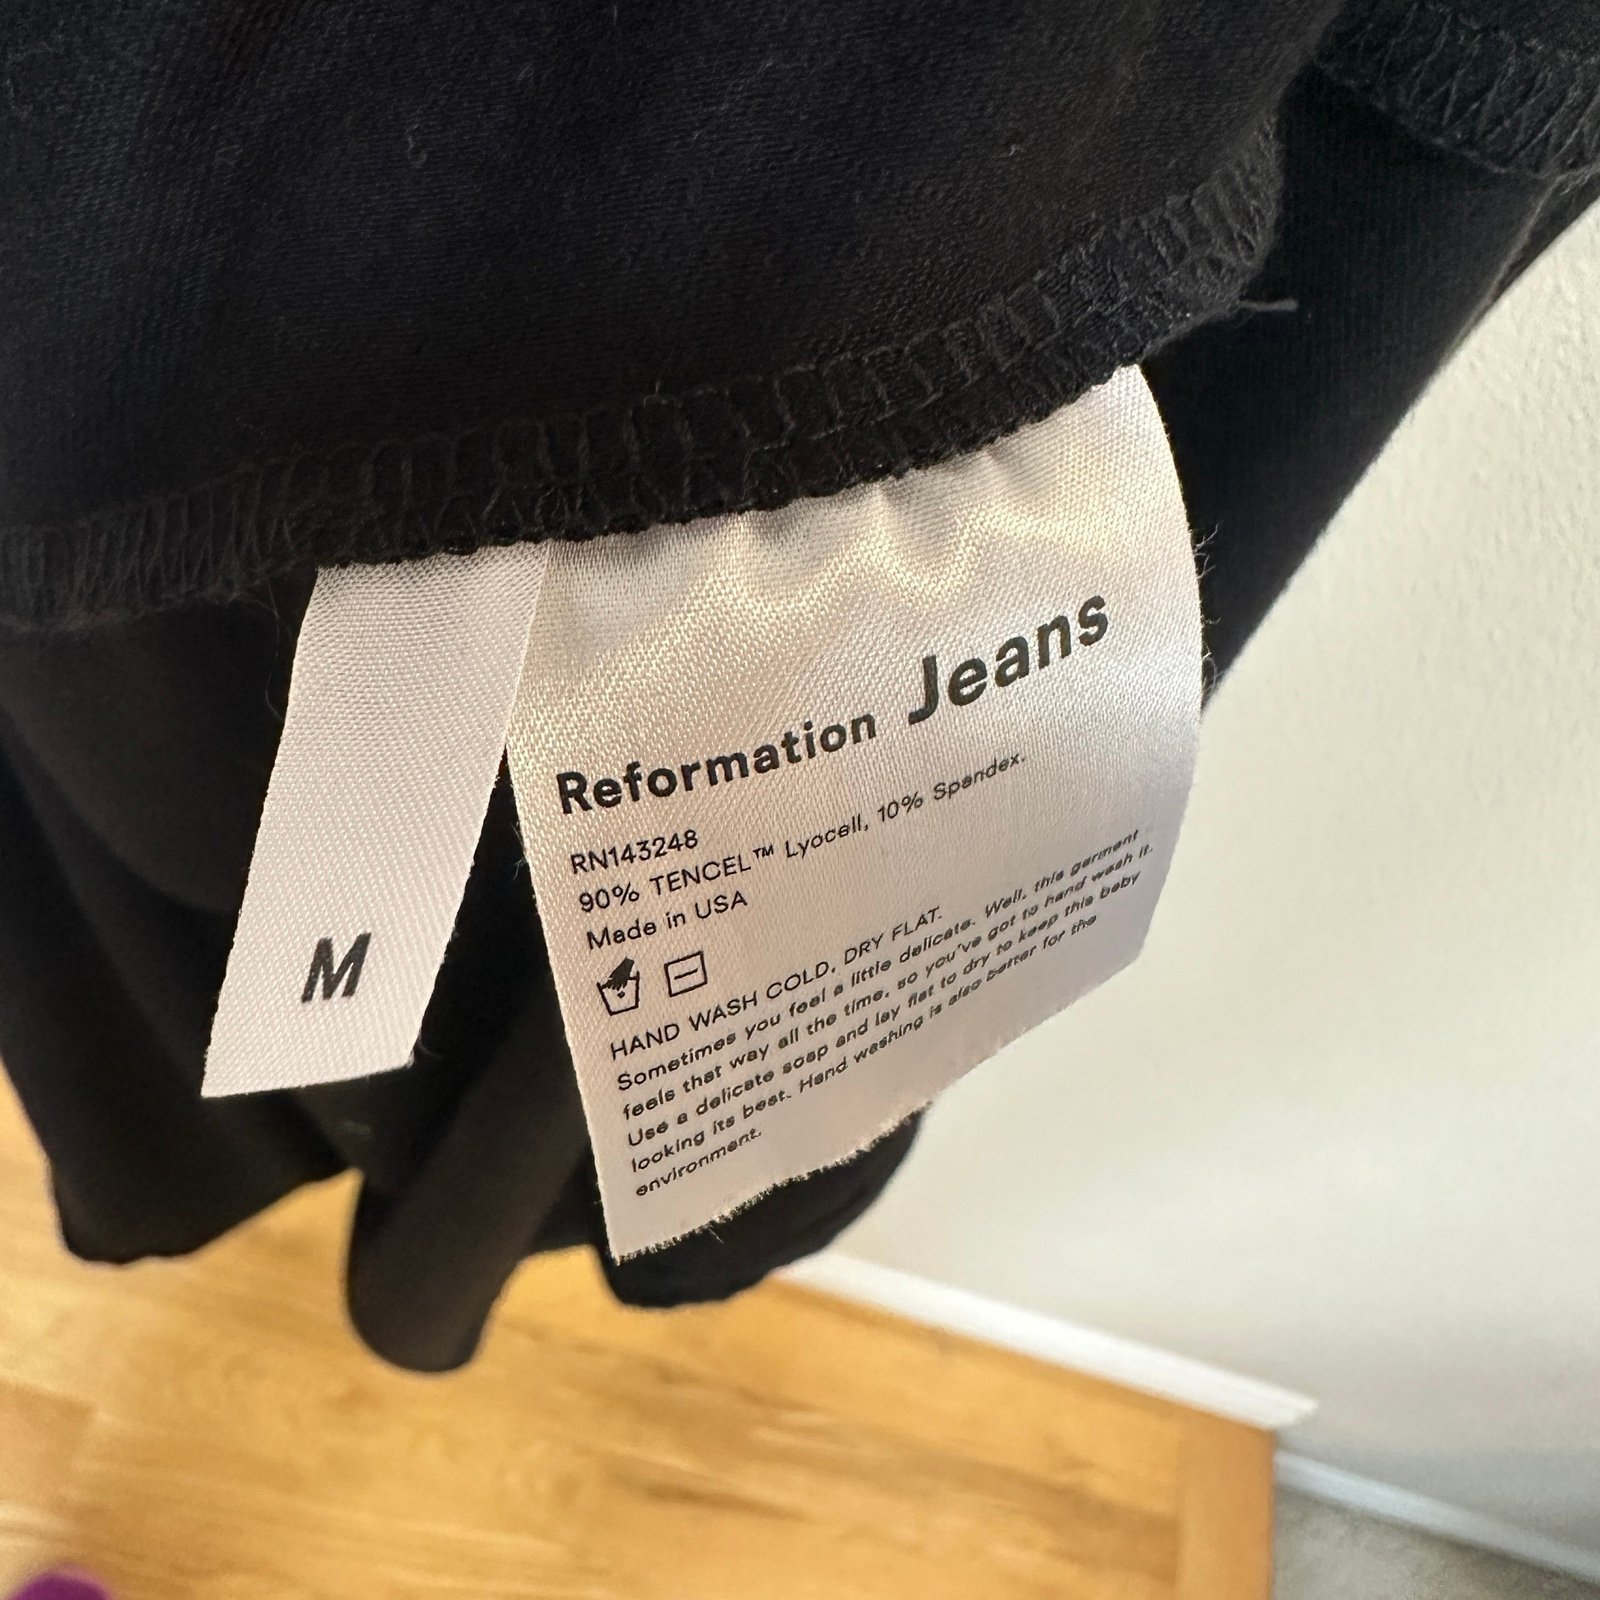 M
Reformation Jeans
RN143248
90% TENCEL™ Lyocell, 10% Spandex.
Made in USA
HAND WASH COLD, DRY FLAT.
Sometimes you feel a little delicate. Well, this garment
feels that way all the time, so you've got to hand wash it.
Use a delicate soap and lay flat to dry to keep this baby
looking its best. Hand washing is also better for the
environment.